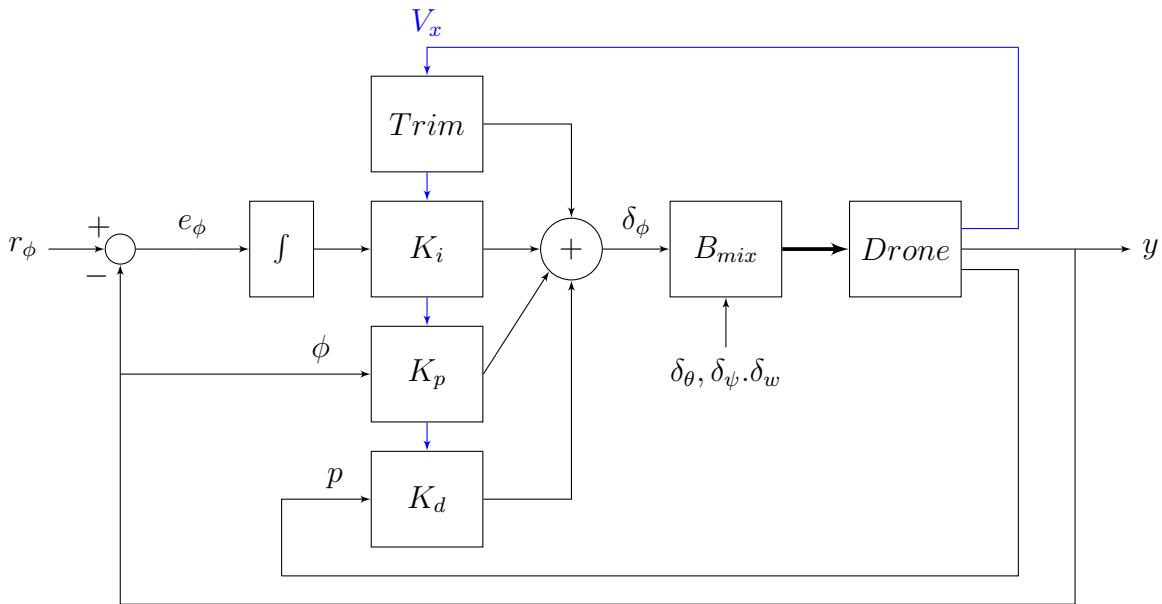 V_x
Trim
r_ϕ + − e_ϕ ∫ K_i + δ_ϕ B_mix Drone y
ϕ K_p
δ_θ, δ_ψ.δ_w
p K_d